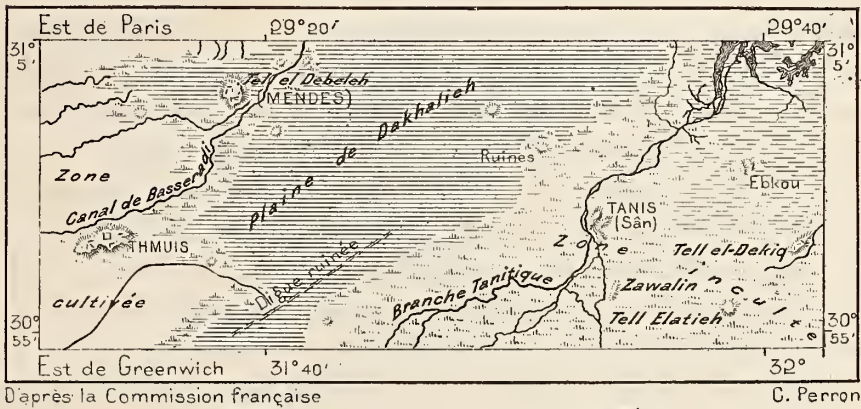 Est de Paris
29°20'
29°40'
31°
5'
31°
5'
Tell el Debeleh
(MENDES)
Plaine de Dakhalieh
Ruines
Zone
Canal de Basseradi
Ebkou
THMUIS
TANIS
(Sân)
Zone
Tell el-Dekiq
Digue ruinée
Zawalin
inculte
cultivée
Branche Tanitique
Tell Elatieh
30°
55'
30°
55'
Est de Greenwich
31°40'
32°
D'après la Commission française
C. Perron